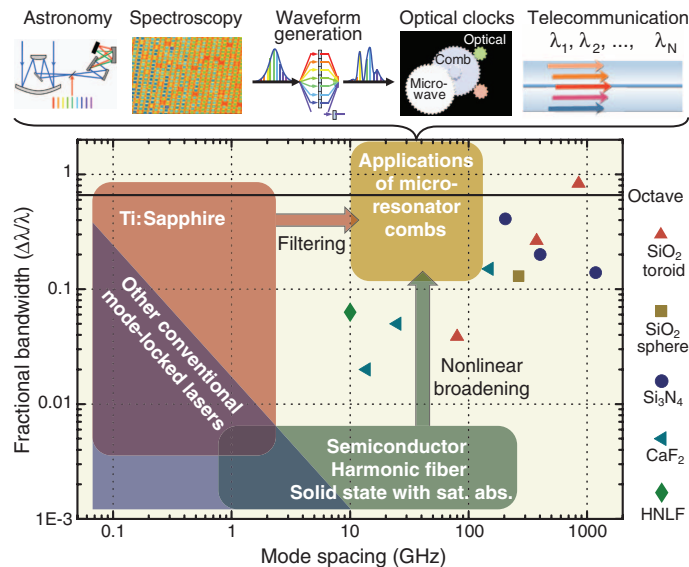 Astronomy
Spectroscopy
Waveform
generation
Optical clocks
Telecommunication
Optical
Comb
Micro-
wave
λ1, λ2, ..., λN
Fractional bandwidth (Δλ/λ)
1
0.1
0.01
1E-3
0.1
1
10
100
1000
Mode spacing (GHz)
Ti:Sapphire
Other conventional
mode-locked lasers
Filtering
Applications
of micro-
resonator
combs
Nonlinear
broadening
Semiconductor
Harmonic fiber
Solid state with sat. abs.
Octave
SiO2
toroid
SiO2
sphere
Si3N4
CaF2
HNLF